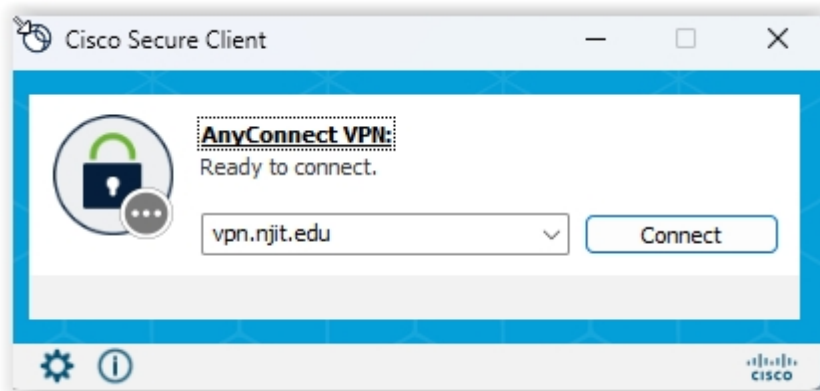 Cisco Secure Client
AnyConnect VPN:
Ready to connect.
vpn.njit.edu
Connect
CISCO